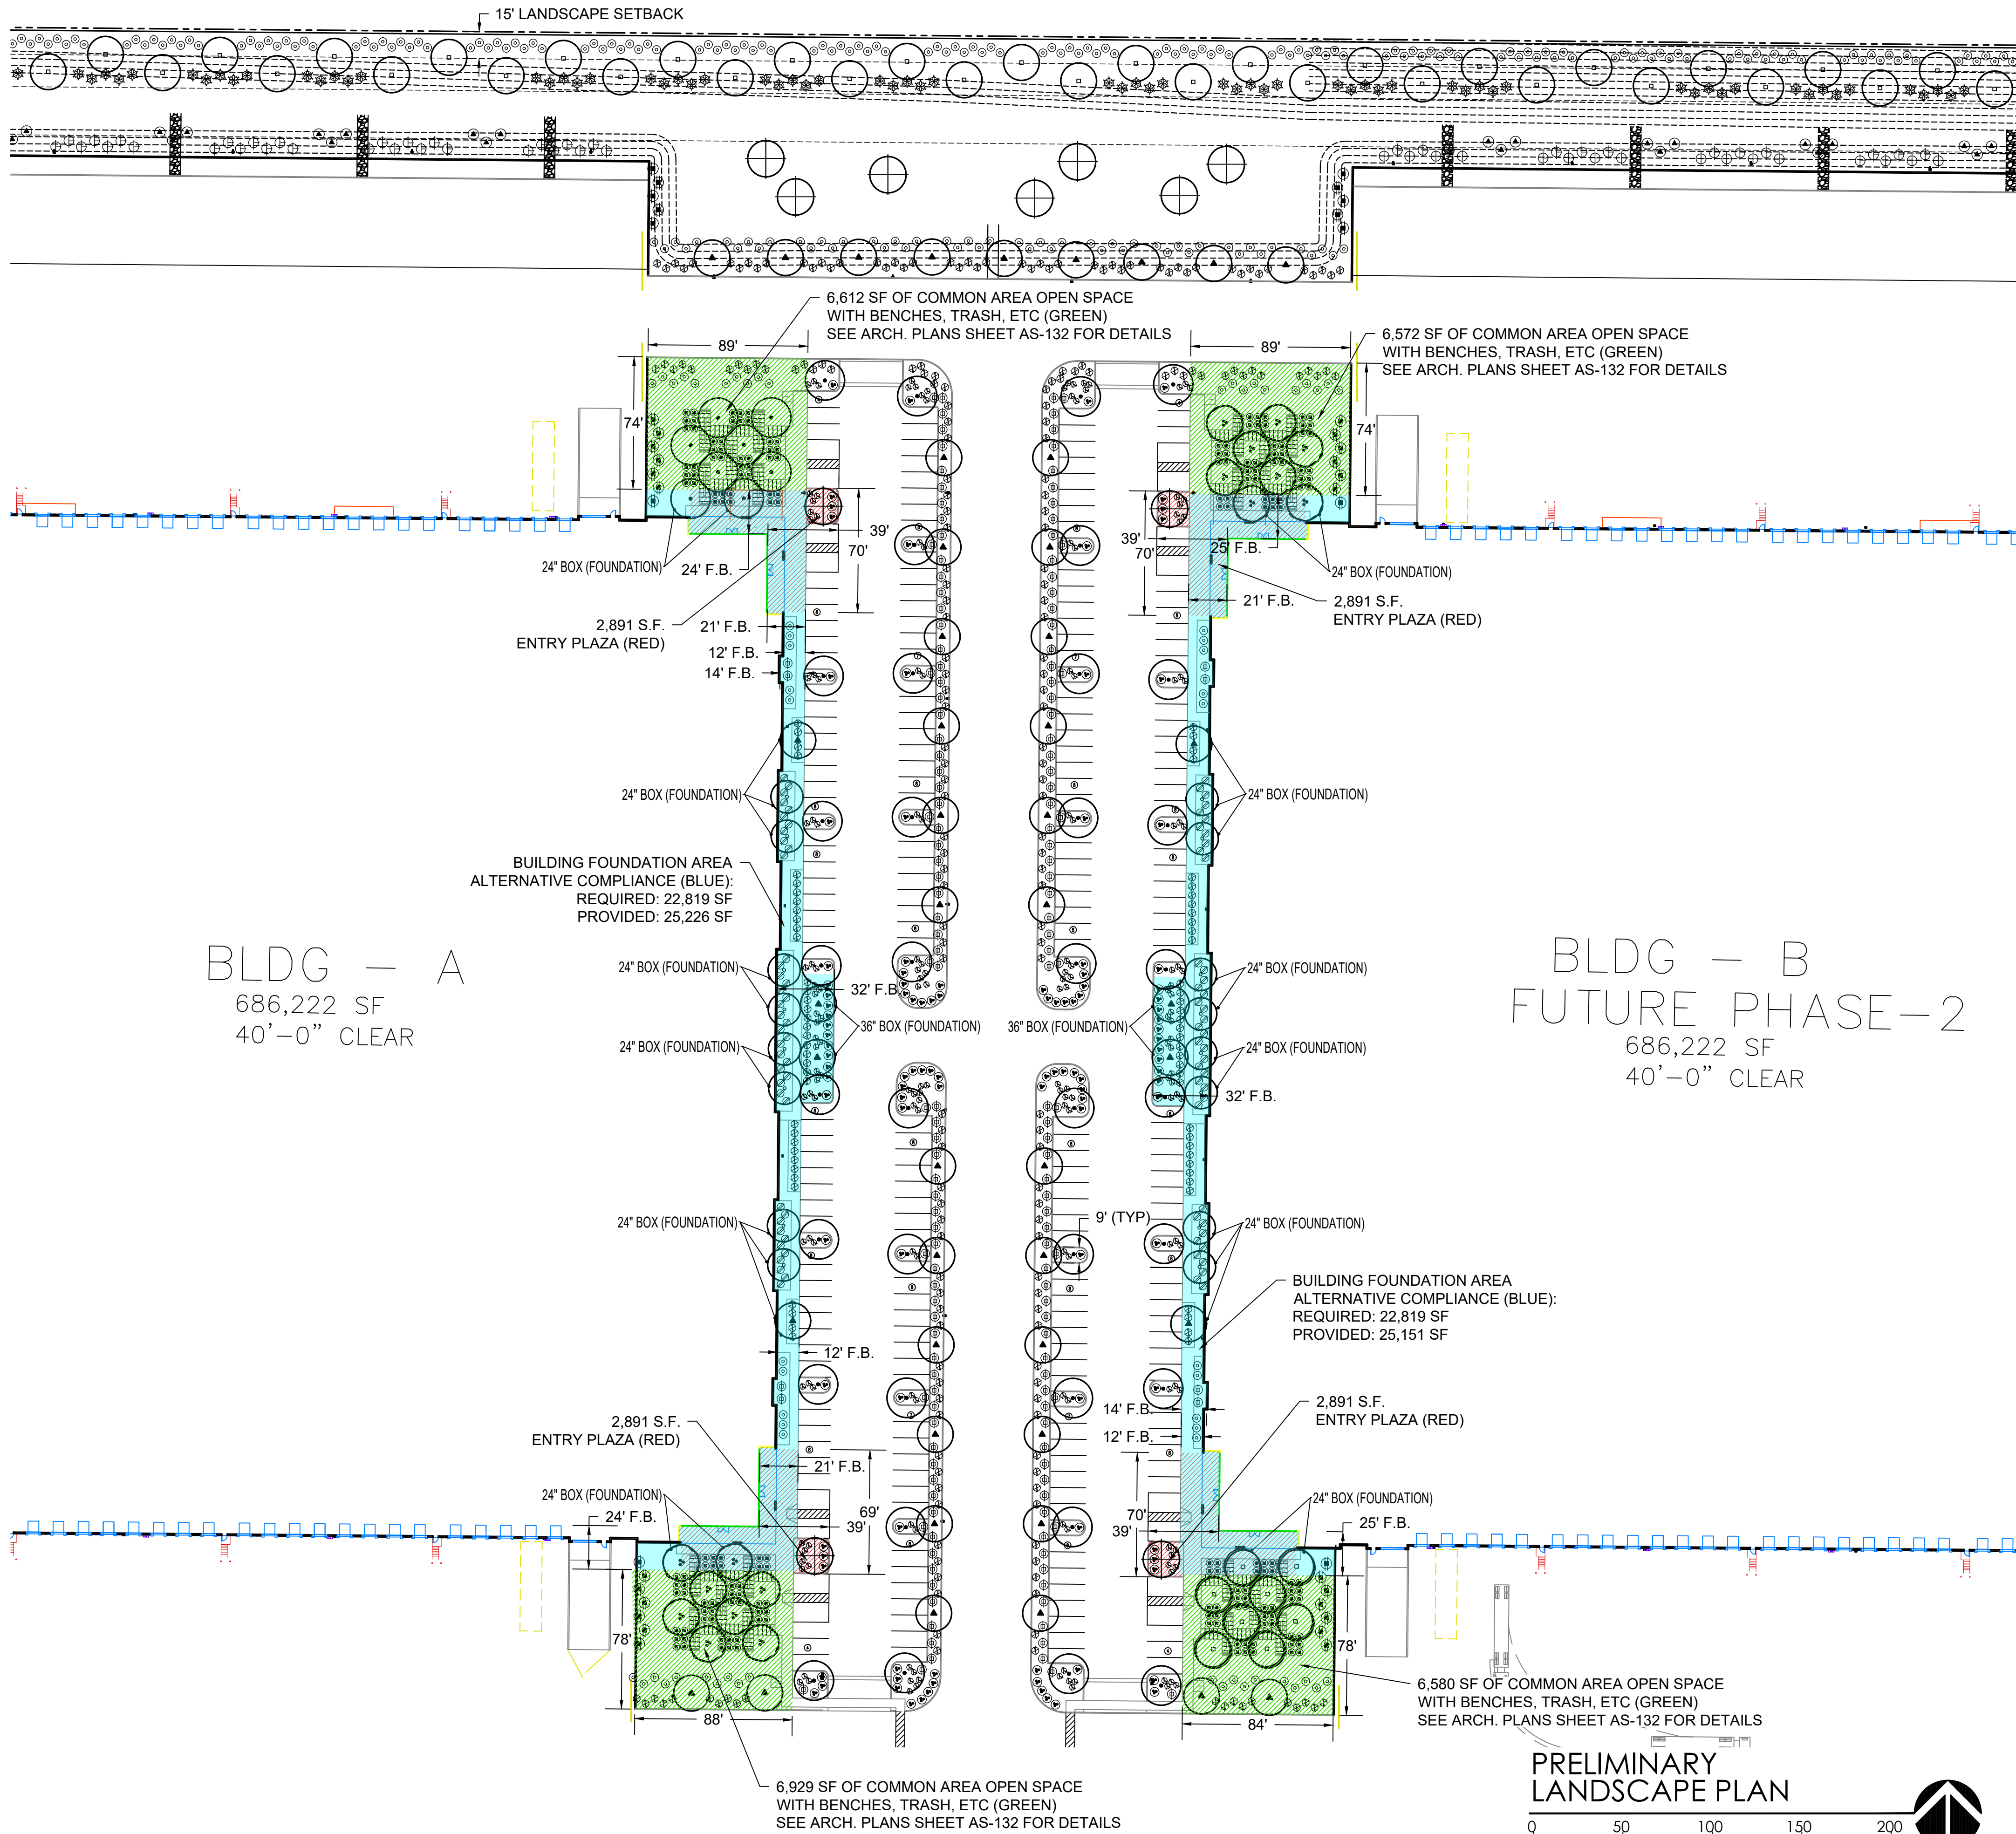 15' LANDSCAPE SETBACK
6,612 SF OF COMMON AREA OPEN SPACE
WITH BENCHES, TRASH, ETC (GREEN)
SEE ARCH. PLANS SHEET AS-132 FOR DETAILS
6,572 SF OF COMMON AREA OPEN SPACE
WITH BENCHES, TRASH, ETC (GREEN)
SEE ARCH. PLANS SHEET AS-132 FOR DETAILS
89'
89'
74'
74'
39'
70'
39'
70'
25' F.B.
24" BOX (FOUNDATION)
24' F.B.
24" BOX (FOUNDATION)
21' F.B.
2,891 S.F.
ENTRY PLAZA (RED)
2,891 S.F.
ENTRY PLAZA (RED)
21' F.B.
12' F.B.
14' F.B.
24" BOX (FOUNDATION)
24" BOX (FOUNDATION)
BUILDING FOUNDATION AREA
ALTERNATIVE COMPLIANCE (BLUE):
REQUIRED: 22,819 SF
PROVIDED: 25,226 SF
BLDG - A
686,222 SF
40'-0" CLEAR
BLDG - B
FUTURE PHASE-2
686,222 SF
40'-0" CLEAR
24" BOX (FOUNDATION)
24" BOX (FOUNDATION)
32' F.B.
36" BOX (FOUNDATION)
36" BOX (FOUNDATION)
24" BOX (FOUNDATION)
24" BOX (FOUNDATION)
32' F.B.
24" BOX (FOUNDATION)
9' (TYP)
24" BOX (FOUNDATION)
BUILDING FOUNDATION AREA
ALTERNATIVE COMPLIANCE (BLUE):
REQUIRED: 22,819 SF
PROVIDED: 25,151 SF
12' F.B.
14' F.B.
12' F.B.
2,891 S.F.
ENTRY PLAZA (RED)
2,891 S.F.
ENTRY PLAZA (RED)
21' F.B.
24" BOX (FOUNDATION)
24' F.B.
69'
39'
70'
39'
24" BOX (FOUNDATION)
25' F.B.
78'
78'
88'
84'
6,580 SF OF COMMON AREA OPEN SPACE
WITH BENCHES, TRASH, ETC (GREEN)
SEE ARCH. PLANS SHEET AS-132 FOR DETAILS
6,929 SF OF COMMON AREA OPEN SPACE
WITH BENCHES, TRASH, ETC (GREEN)
SEE ARCH. PLANS SHEET AS-132 FOR DETAILS
PRELIMINARY
LANDSCAPE PLAN
0 50 100 150 200